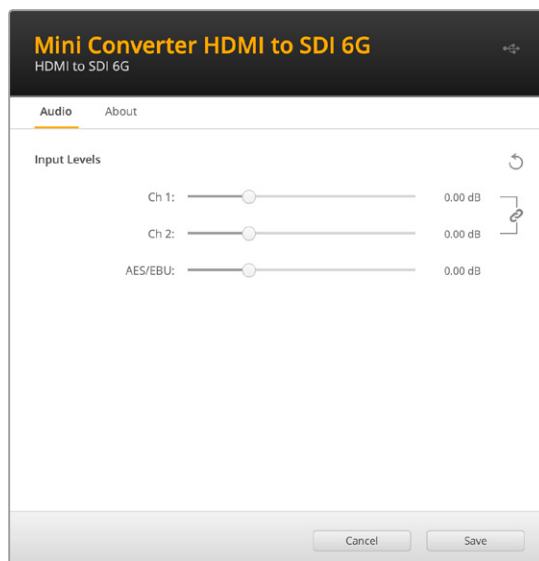 Mini Converter HDMI to SDI 6G
HDMI to SDI 6G
Audio About
Input Levels
Ch 1: 0.00 dB
Ch 2: 0.00 dB
AES/EBU: 0.00 dB
Cancel Save